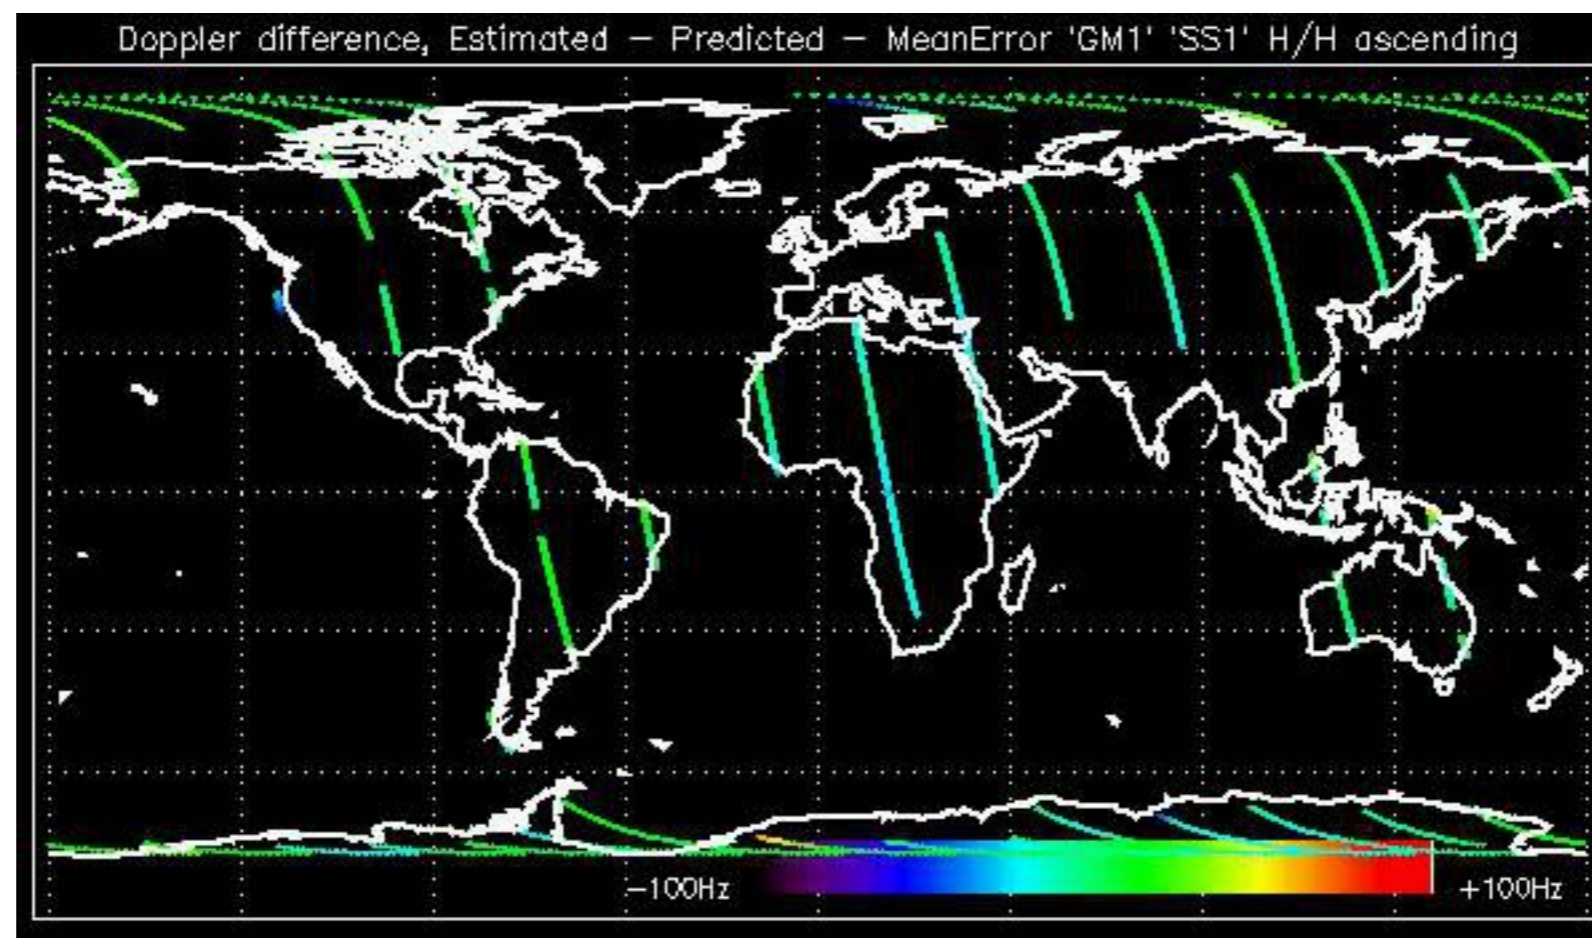 Doppler difference, Estimated – Predicted – MeanError 'GM1' 'SS1' H/H ascending
–100Hz
+100Hz